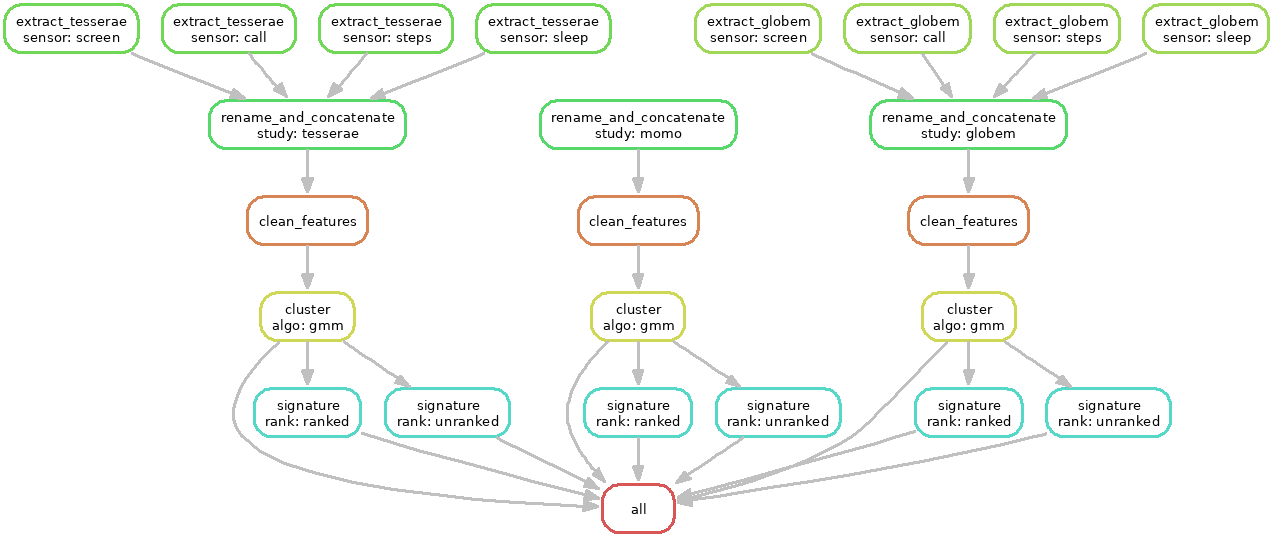 extract_tesserae
sensor: screen
extract_tesserae
sensor: call
extract_tesserae
sensor: steps
extract_tesserae
sensor: sleep
extract_globem
sensor: screen
extract_globem
sensor: call
extract_globem
sensor: steps
extract_globem
sensor: sleep
rename_and_concatenate
study: tesserae
rename_and_concatenate
study: momo
rename_and_concatenate
study: globem
clean_features
clean_features
clean_features
cluster
algo: gmm
cluster
algo: gmm
cluster
algo: gmm
signature
rank: ranked
signature
rank: unranked
signature
rank: ranked
signature
rank: unranked
signature
rank: ranked
signature
rank: unranked
all